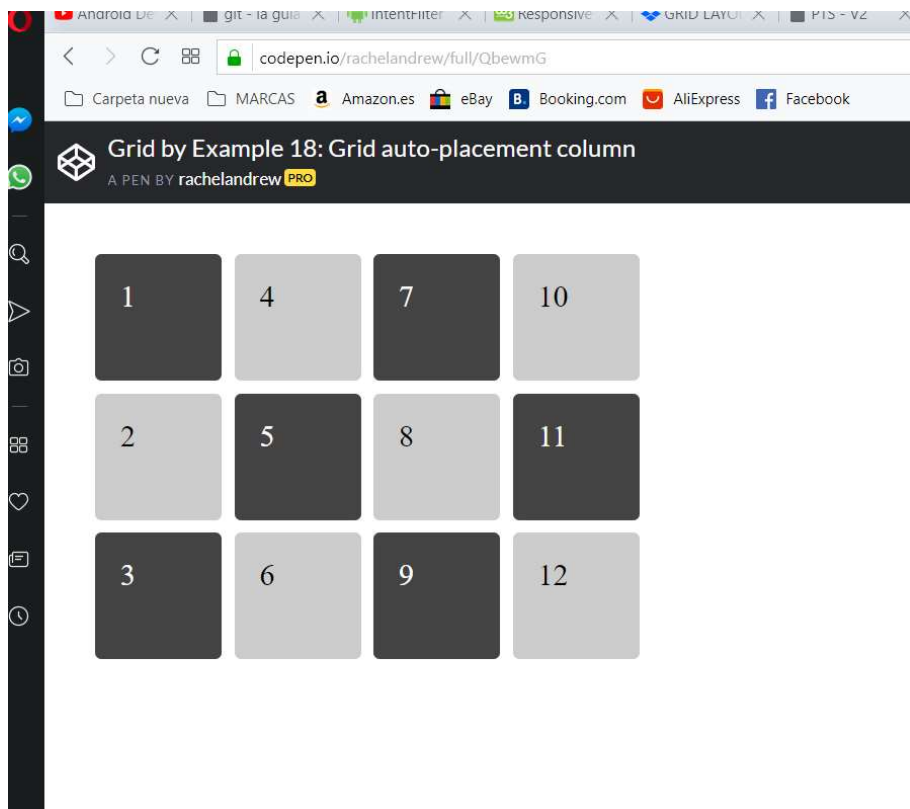 Android De
git - la guía
IntentFilter
Responsive
GRID LAYOU
PTS - V2
codepen.io/rachelandrew/full/QbewmG
Carpeta nueva MARCAS a Amazon.es eBay B. Booking.com AliExpress f Facebook
Grid by Example 18: Grid auto-placement column
A PEN BY rachelandrew PRO
1 4 7 10
2 5 8 11
3 6 9 12